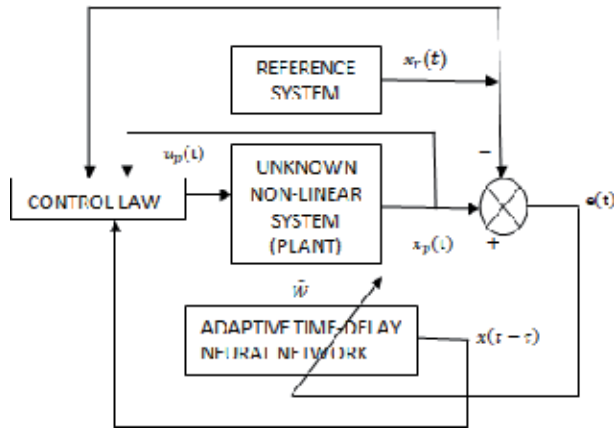 REFERENCE
SYSTEM
x_r(t)
u_p(t)
UNKNOWN
NON-LINEAR
SYSTEM
(PLANT)
−
+
e(t)
CONTROL LAW
x_p(t)
Ŵ
ADAPTIVE TIME-DELAY
NEURAL NETWORK
x(t − τ)